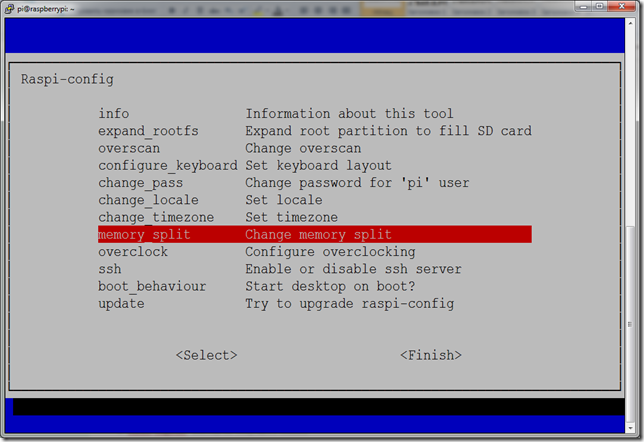 pi@raspberrypi: ~
Raspi-config
info Information about this tool
expand_rootfs Expand root partition to fill SD card
overscan Change overscan
configure_keyboard Set keyboard layout
change_pass Change password for 'pi' user
change_locale Set locale
change_timezone Set timezone
memory_split Change memory split
overclock Configure overclocking
ssh Enable or disable ssh server
boot_behaviour Start desktop on boot?
update Try to upgrade raspi-config
<Select> <Finish>